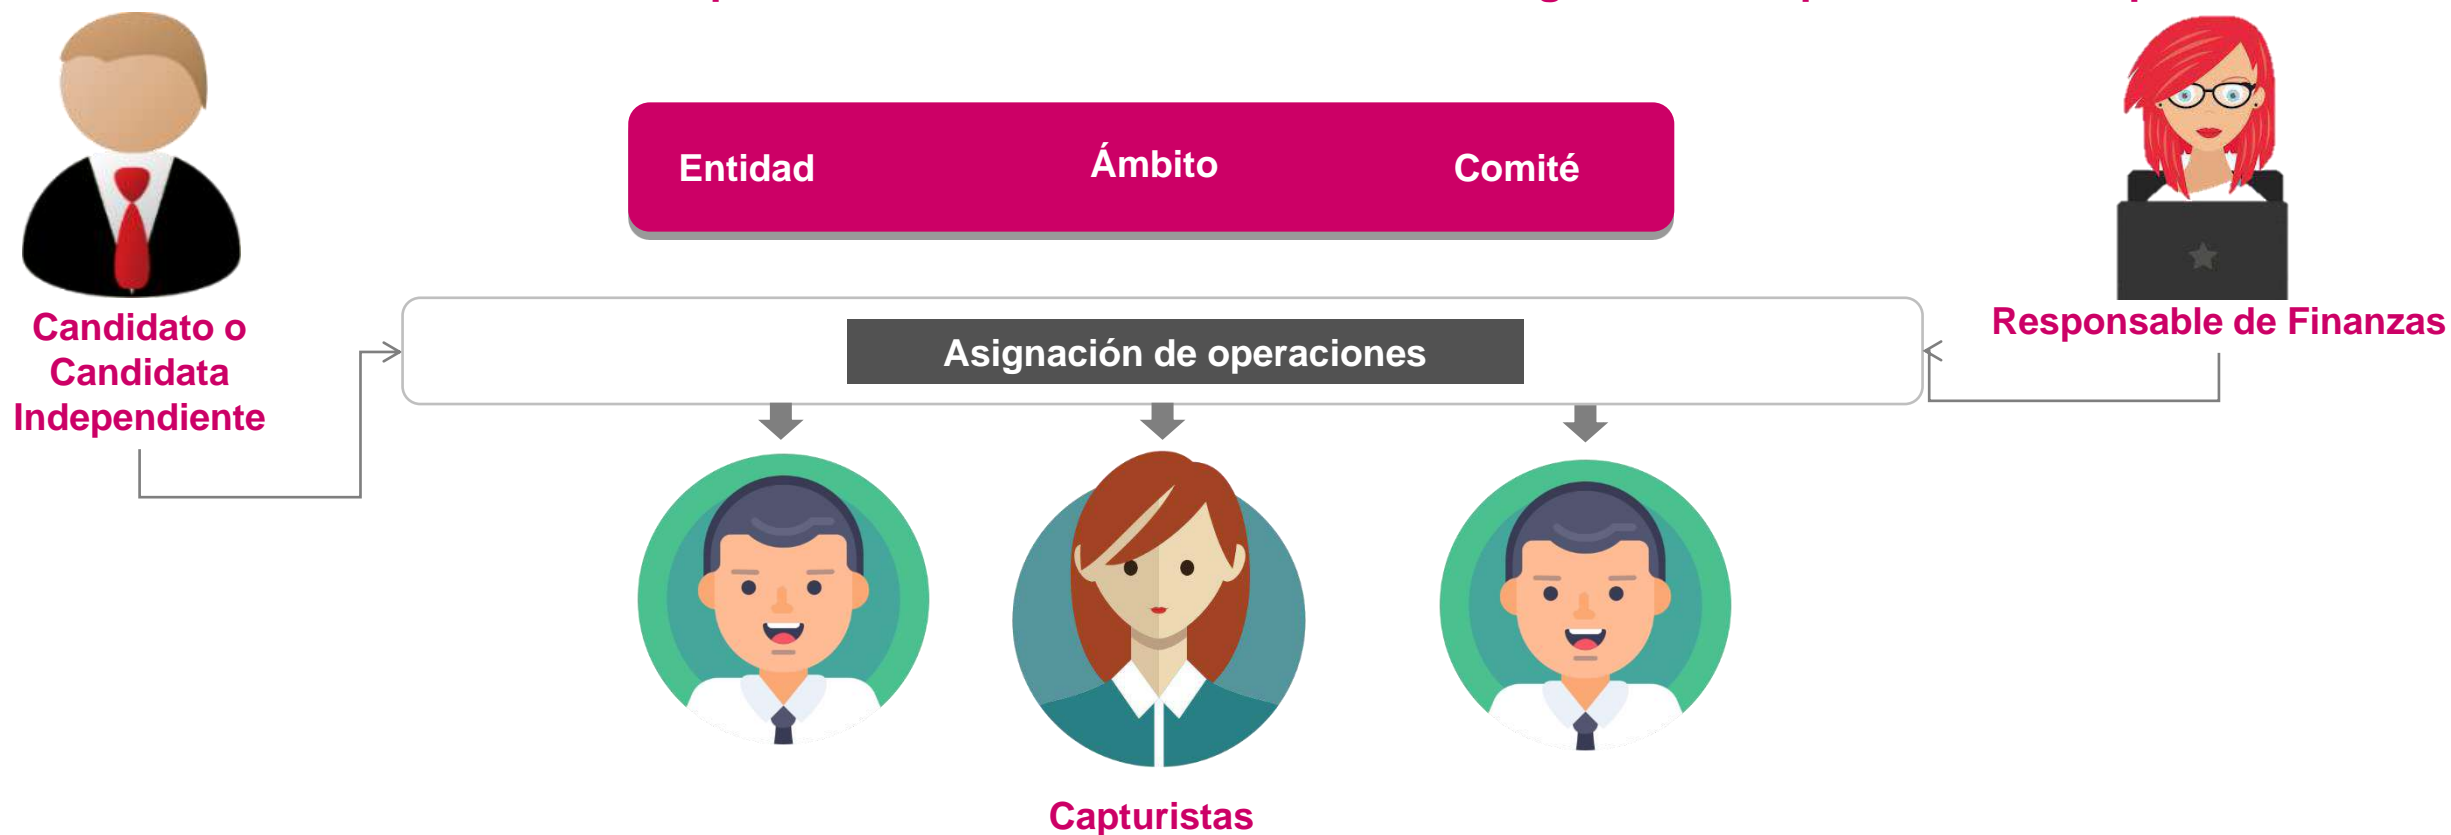 Entidad
Ámbito
Comité
Candidato o
Candidata
Independiente
Asignación de operaciones
Responsable de Finanzas
Capturistas